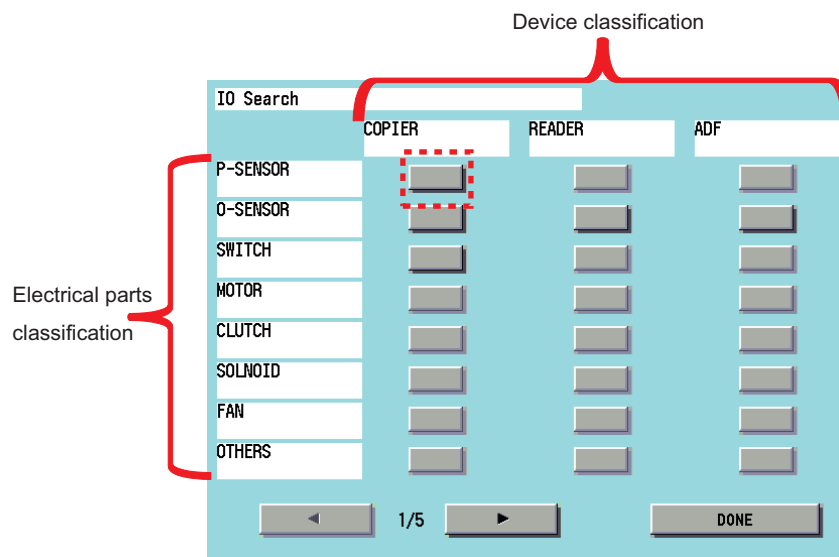 Device classification
IO Search
COPIER READER ADF
P-SENSOR
O-SENSOR
SWITCH
MOTOR
CLUTCH
SOLNOID
FAN
OTHERS
Electrical parts
classification
1/5 DONE